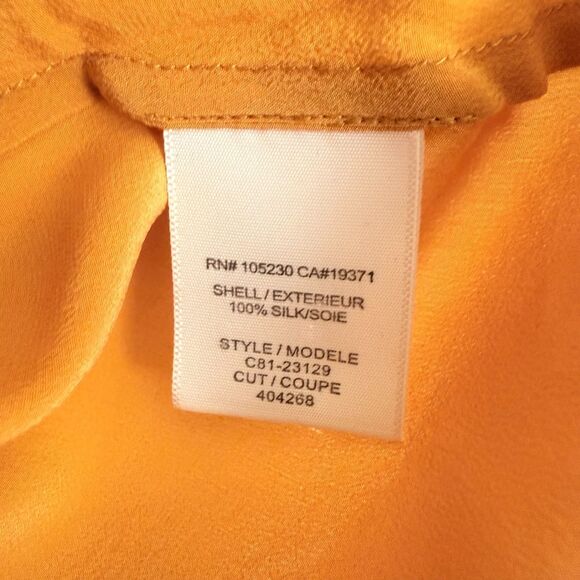 RN# 105230 CA#19371
SHELL / EXTERIEUR
100% SILK/SOIE
STYLE / MODELE
C81-23129
CUT / COUPE
404268